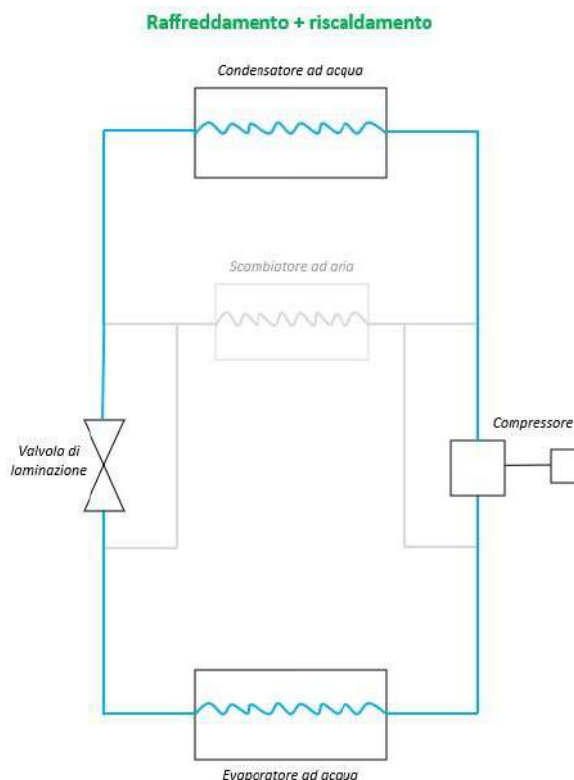 Raffreddamento + riscaldamento
Condensatore ad acqua
Scambiatore ad aria
Compressore
Valvola di
laminazione
Evaporatore ad acqua